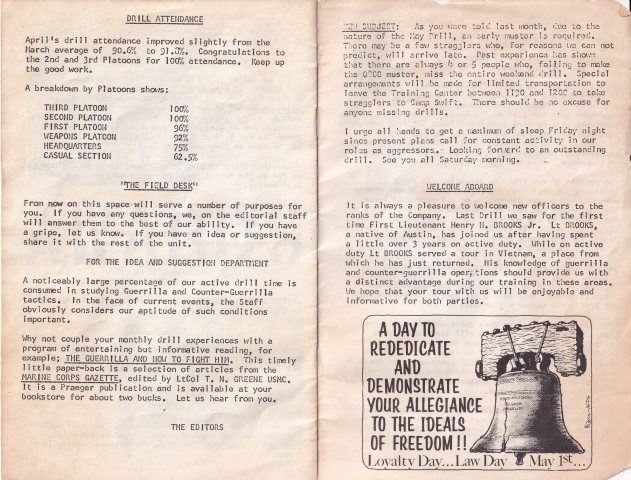 DRILL ATTENDANCE
April's drill attendance improved slightly from the
March average of 90.6% to 91.3%. Congratulations to
the 2nd and 3rd Platoons for 100% attendance. Keep up
the good work.
A breakdown by Platoons shows:
THIRD PLATOON 100%
SECOND PLATOON 100%
FIRST PLATOON 96%
WEAPONS PLATOON 92%
HEADQUARTERS 75%
CASUAL SECTION 62.5%
"THE FIELD DESK"
From now on this space will serve a number of purposes for
you. If you have any questions, we, on the editorial staff
will answer them to the best of our ability. If you have
a gripe, let us know. If you have an idea or suggestion,
share it with the rest of the unit.
FOR THE IDEA AND SUGGESTION DEPARTMENT
A noticeably large percentage of our active drill time is
consumed in studying Guerrilla and Counter-Guerrilla
tactics. In the face of current events, the Staff
obviously considers our aptitude of such conditions
important.
Why not couple your monthly drill experiences with a
program of entertaining but informative reading, for
example; THE GUERRILLA AND HOW TO FIGHT HIM. This timely
little paper-back is a selection of articles from the
MARINE CORPS GAZETTE, edited by LtCol T. N. GREENE USMC.
It is a Praeger publication and is available at your
bookstore for about two bucks. Let us hear from you.
THE EDITORS
SUBJECT: As you were told last month, due to the
nature of the May Drill, an early muster is required.
There may be a few stragglers who, for reasons we can not
predict, will arrive late. Past experience has shown
that there are always 4 or 5 people who, failing to make
the 0800 muster, miss the entire weekend drill. Special
arrangements will be made for limited transportation to
leave the Training Center between 1130 and 1200 to take
stragglers to Camp Swift. There should be no excuse for
anyone missing drills.
I urge all hands to get a maximum of sleep Friday night
since present plans call for constant activity in our
roles as aggressors. Looking forward to an outstanding
drill. See you all Saturday morning.
WELCOME ABOARD
It is always a pleasure to welcome new officers to the
ranks of the Company. Last Drill we saw for the first
time First Lieutenant Henry H. BROOKS Jr. Lt BROOKS,
native of Austin, has joined us after having spent
a little over 3 years on active duty. While on active
duty Lt BROOKS served a tour in Vietnam, a place from
which he has just returned. His knowledge of guerrilla
and counter-guerrilla operations should provide us with
a distinct advantage during our training in these areas.
We hope that your tour with us will be enjoyable and
informative for both parties.
A DAY TO
REDEDICATE
AND
DEMONSTRATE
YOUR ALLEGIANCE
TO THE IDEALS
OF FREEDOM!!
Loyalty Day...Law Day May 1st...